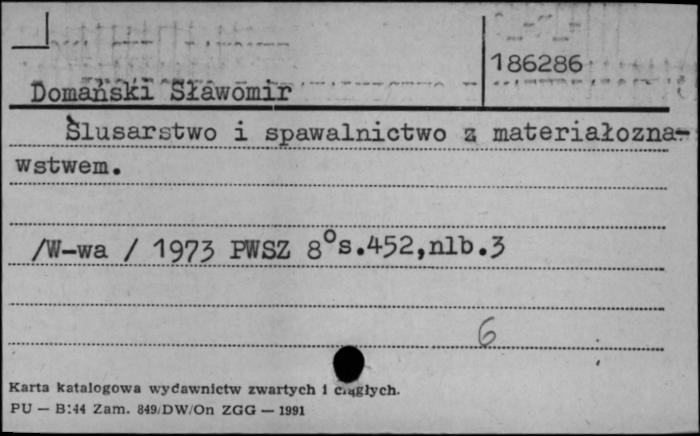 186286
Domański Sławomir
Ślusarstwo i spawalnictwo z materiałozna-
wstwem.
/W-wa / 1973 PWSZ 8° s.452,nlb.3
6
Karta katalogowa wydawnictw zwartych i ciągłych.
PU — B:44 Zam. 849/DW/On ZGG — 1991